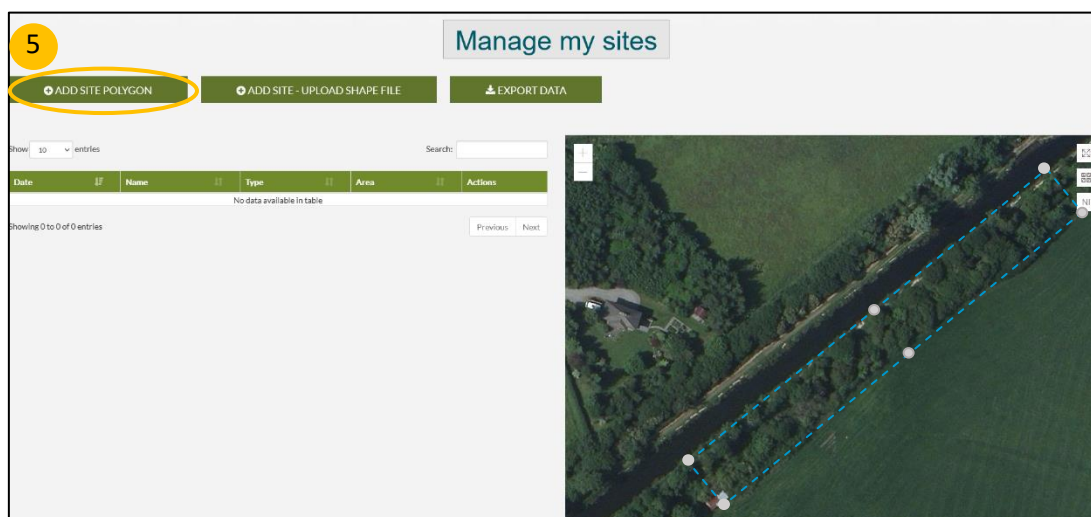 5
Manage my sites
ADD SITE POLYGON ADD SITE - UPLOAD SHAPE FILE EXPORT DATA
Show 10 entries Search:
Date Name Type Area Actions
No data available in table
Showing 0 to 0 of 0 entries Previous Next